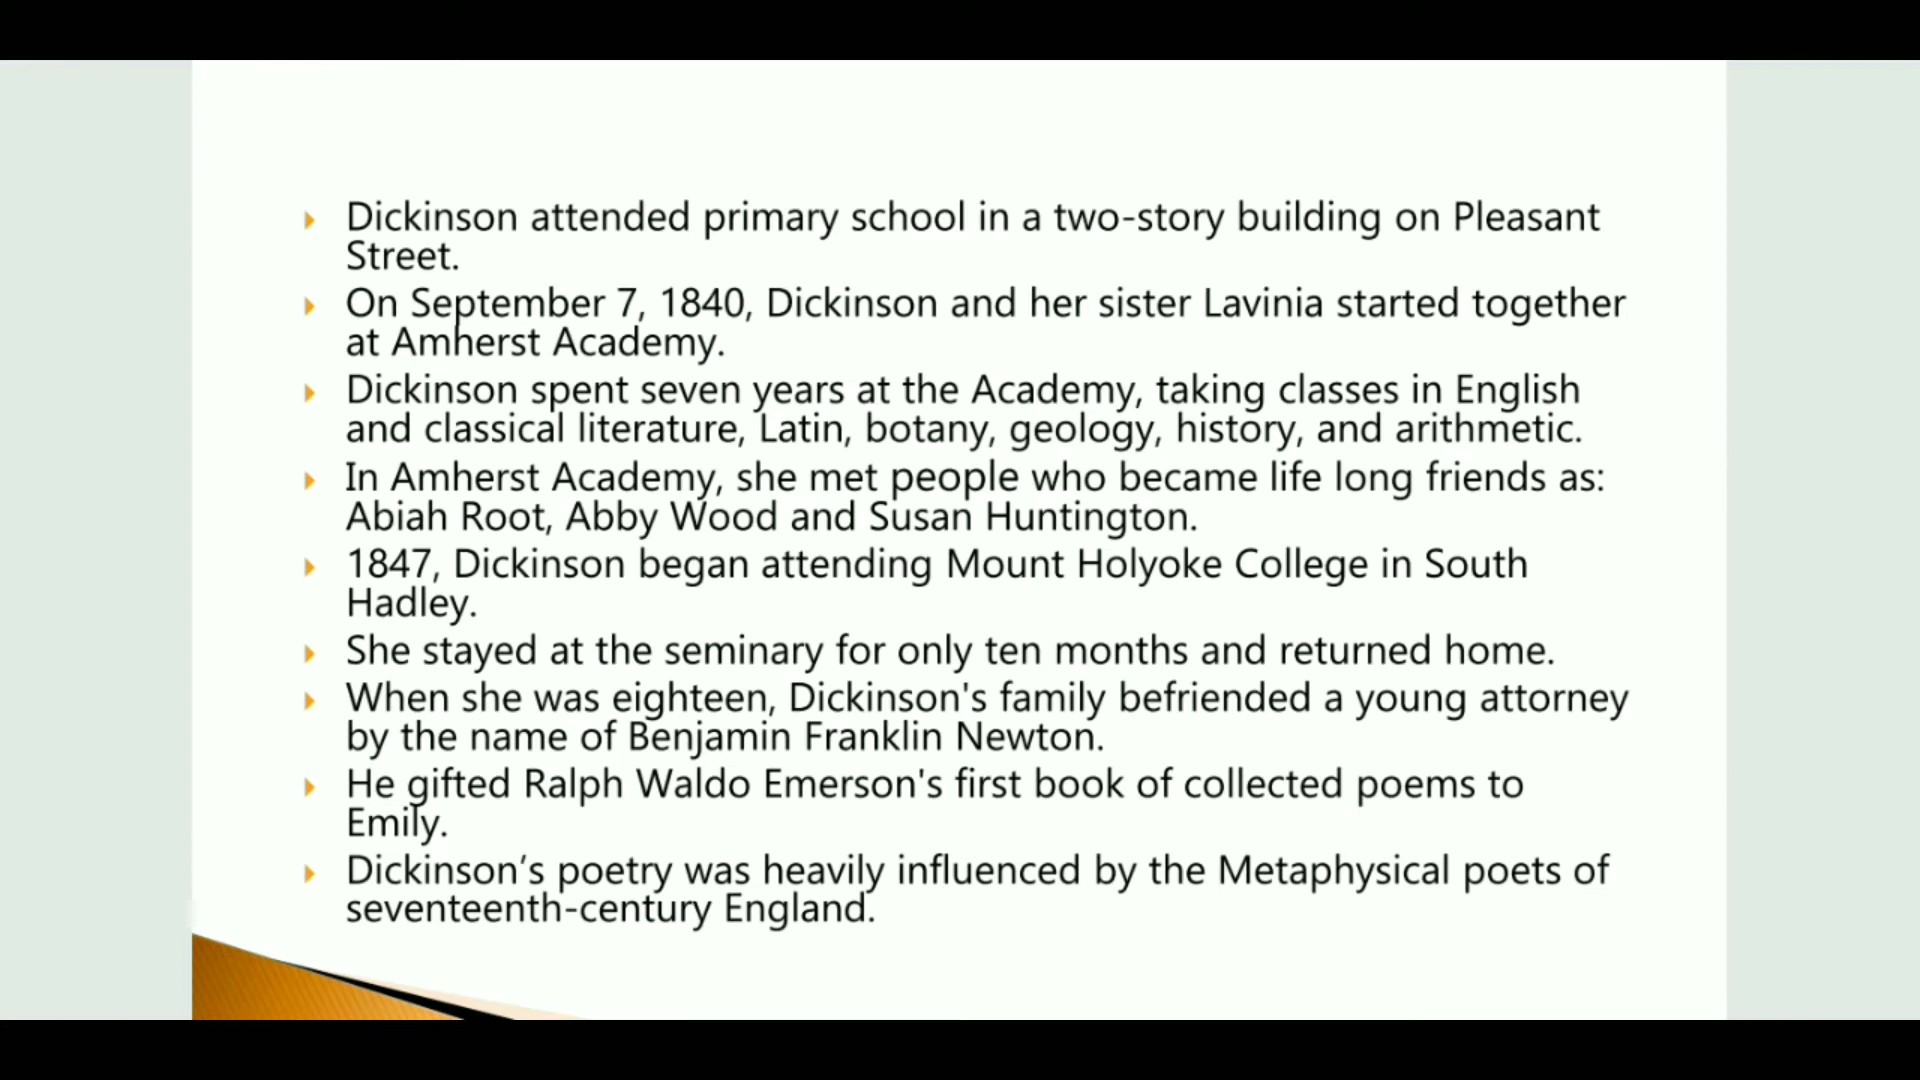 Dickinson attended primary school in a two-story building on Pleasant
Street.
On September 7, 1840, Dickinson and her sister Lavinia started together
at Amherst Academy.
Dickinson spent seven years at the Academy, taking classes in English
and classical literature, Latin, botany, geology, history, and arithmetic.
In Amherst Academy, she met people who became life long friends as:
Abiah Root, Abby Wood and Susan Huntington.
1847, Dickinson began attending Mount Holyoke College in South
Hadley.
She stayed at the seminary for only ten months and returned home.
When she was eighteen, Dickinson's family befriended a young attorney
by the name of Benjamin Franklin Newton.
He gifted Ralph Waldo Emerson's first book of collected poems to
Emily.
Dickinson’s poetry was heavily influenced by the Metaphysical poets of
seventeenth-century England.